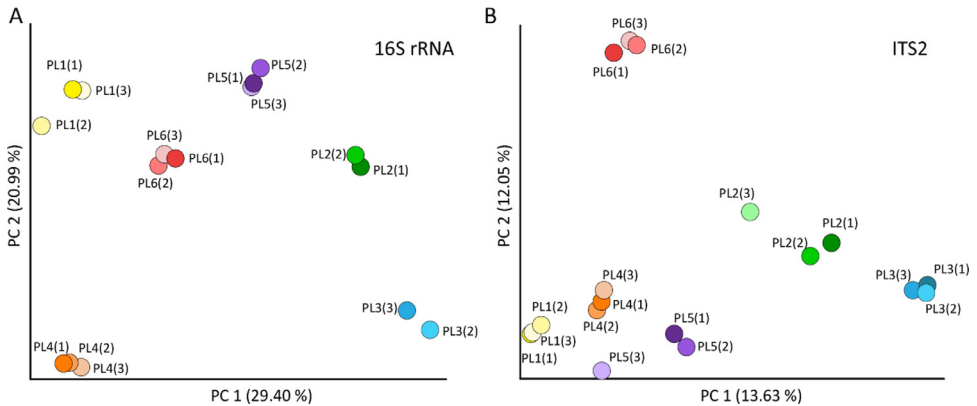 A
16S rRNA
PL1(1)
PL1(3)
PL1(2)
PL5(2)
PL5(1)
PL5(3)
PL6(3)
PL6(1)
PL6(2)
PL2(2)
PL2(1)
PL3(3)
PL3(2)
PL4(1)
PL4(2)
PL4(3)
PC 2 (20.99 %)
PC 1 (29.40 %)
B
ITS2
PL6(3)
PL6(2)
PL6(1)
PL2(3)
PL2(1)
PL2(2)
PL3(1)
PL3(3)
PL3(2)
PL4(3)
PL4(1)
PL4(2)
PL1(2)
PL1(3)
PL1(1)
PL5(1)
PL5(2)
PL5(3)
PC 2 (12.05 %)
PC 1 (13.63 %)